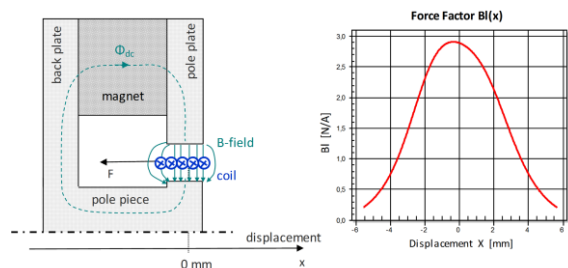 back plate
Φdc
magnet
pole plate
B-field
coil
F
pole piece
displacement
0 mm
x
Force Factor Bl(x)
Bl [N/A]
3,0
2,5
2,0
1,5
1,0
0,5
0,0
-6 -4 -2 0 2 4 6
Displacement X [mm]